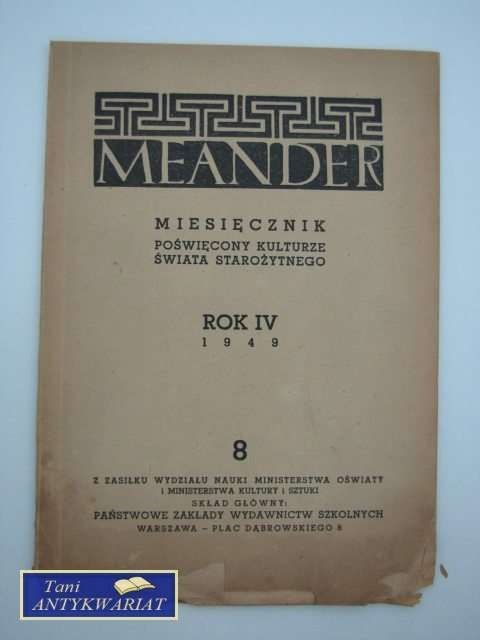 MEANDER
MIESIĘCZNIK
POŚWIĘCONY KULTURZE
ŚWIATA STAROŻYTNEGO
ROK IV
1949
8
Z ZASIŁKU WYDZIAŁU NAUKI MINISTERSTWA OŚWIATY
I MINISTERSTWA KULTURY I SZTUKI
SKŁAD GŁÓWNY:
PAŃSTWOWE ZAKŁADY WYDAWNICTW SZKOLNYCH
WARSZAWA – PLAC DĄBROWSKIEGO 8
Tani
ANTYKWARIAT